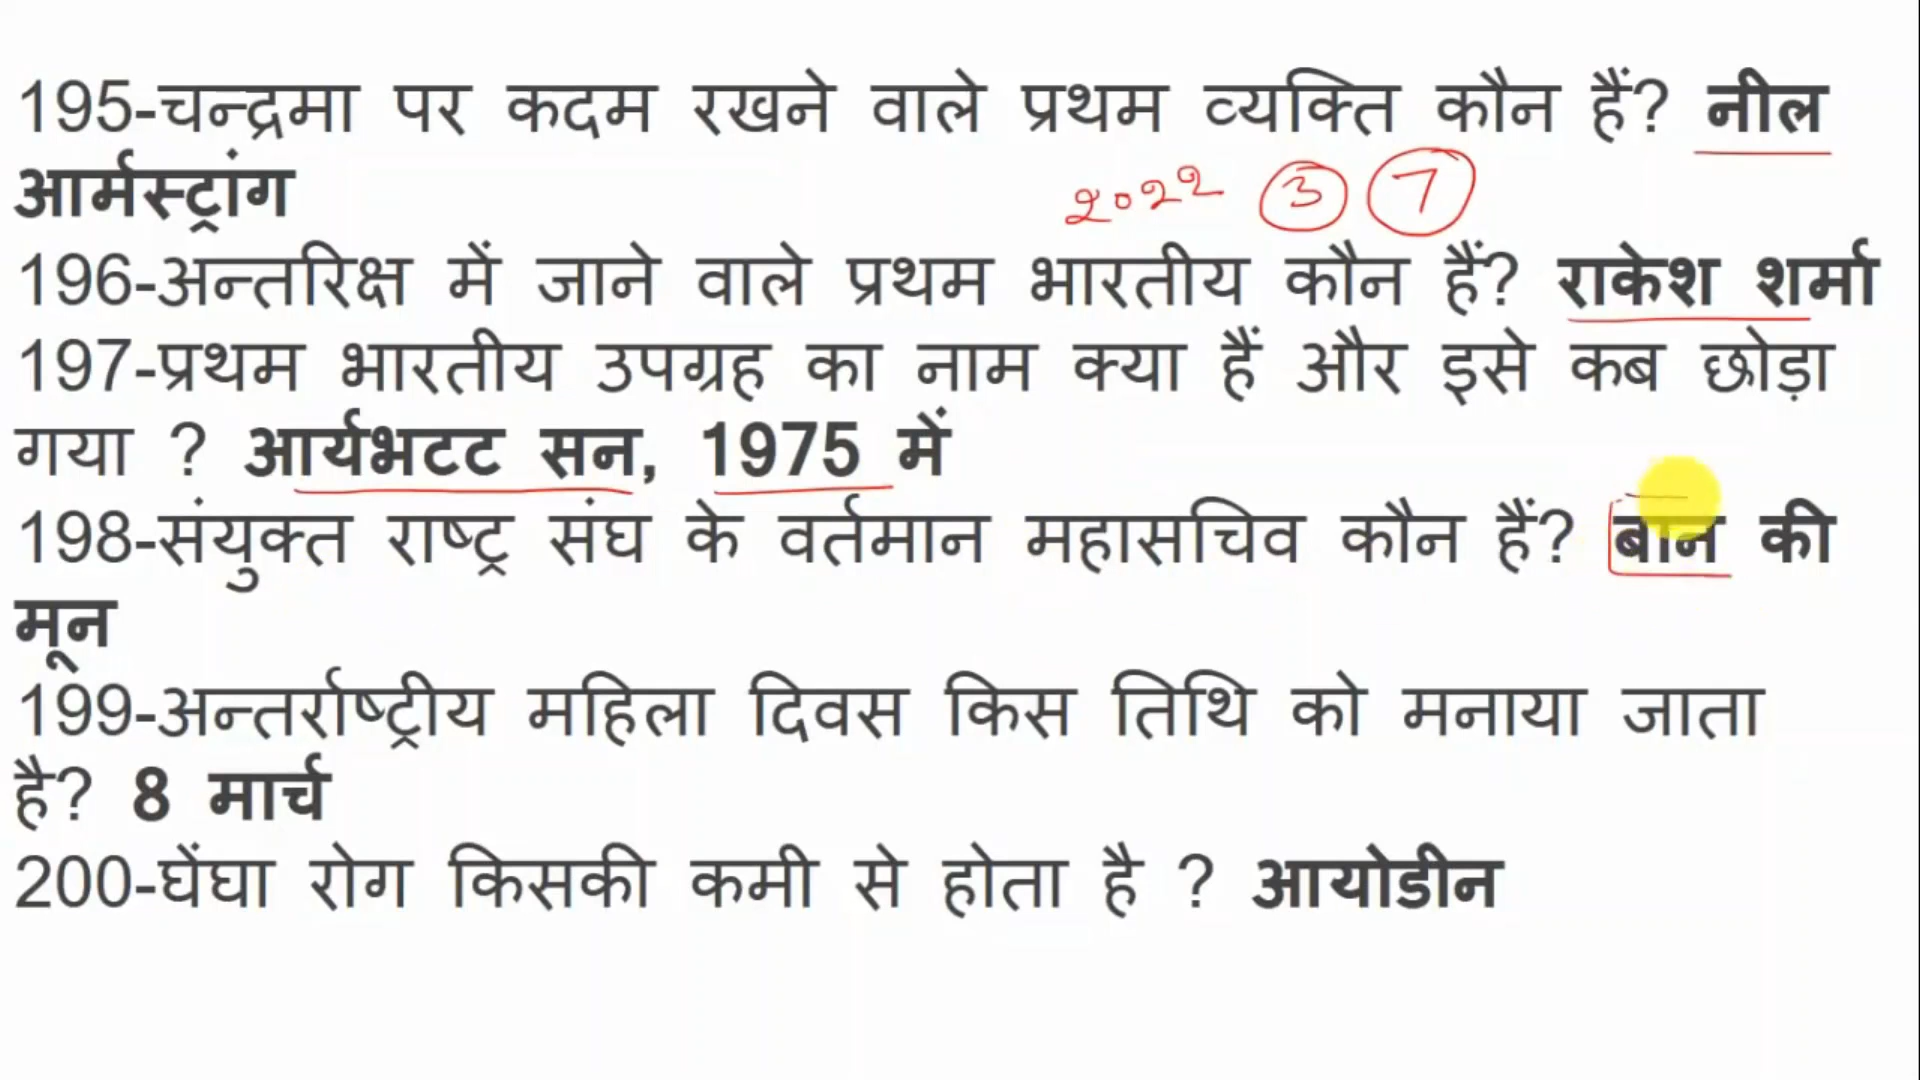 195-चन्द्रमा पर कदम रखने वाले प्रथम व्यक्ति कौन हैं? नील
आर्मस्ट्रांग
2022 3 7
196-अन्तरिक्ष में जाने वाले प्रथम भारतीय कौन हैं? राकेश शर्मा
197-प्रथम भारतीय उपग्रह का नाम क्या हैं और इसे कब छोड़ा
गया ? आर्यभटट सन, 1975 में
198-संयुक्त राष्ट्र संघ के वर्तमान महासचिव कौन हैं? बान की
मून
199-अन्तर्राष्ट्रीय महिला दिवस किस तिथि को मनाया जाता
है? 8 मार्च
200-घेंघा रोग किसकी कमी से होता है ? आयोडीन